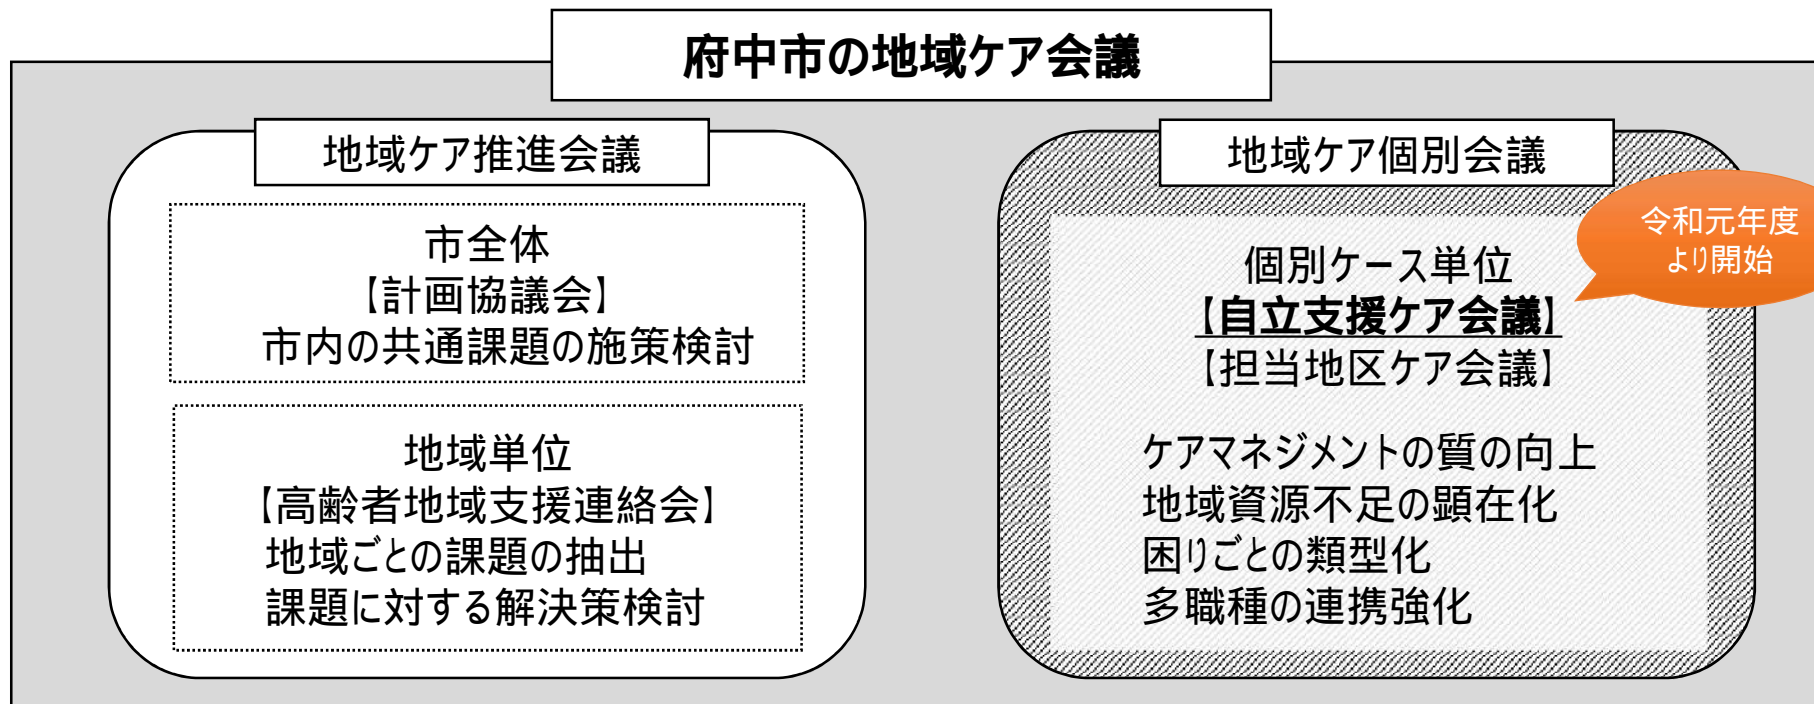 府中市の地域ケア会議
地域ケア推進会議
市全体
【計画協議会】
市内の共通課題の施策検討
地域単位
【高齢者地域支援連絡会】
地域ごとの課題の抽出
課題に対する解決策検討
地域ケア個別会議
令和元年度
より開始
個別ケース単位
【自立支援ケア会議】
【担当地区ケア会議】
ケアマネジメントの質の向上
地域資源不足の顕在化
困りごとの類型化
多職種の連携強化